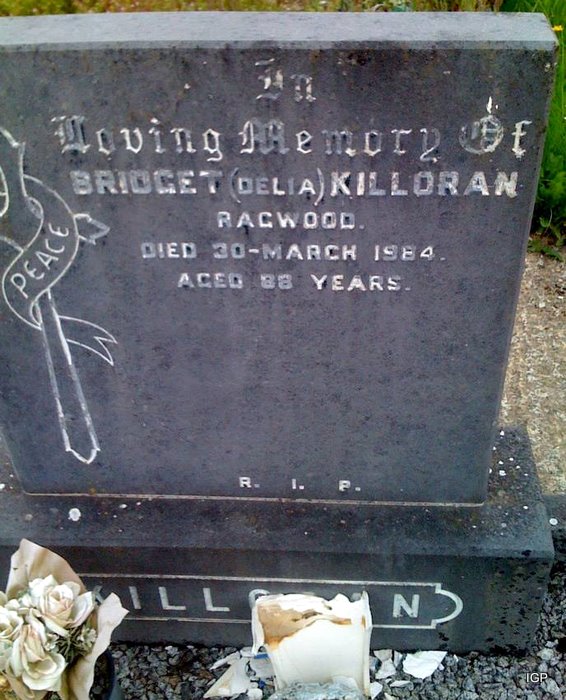 In
Loving Memory Of
BRIDGET (DELIA) KILLORAN
RAGWOOD.
DIED 30-MARCH 1984.
AGED 88 YEARS.
PEACE
R. I. P.
IGP